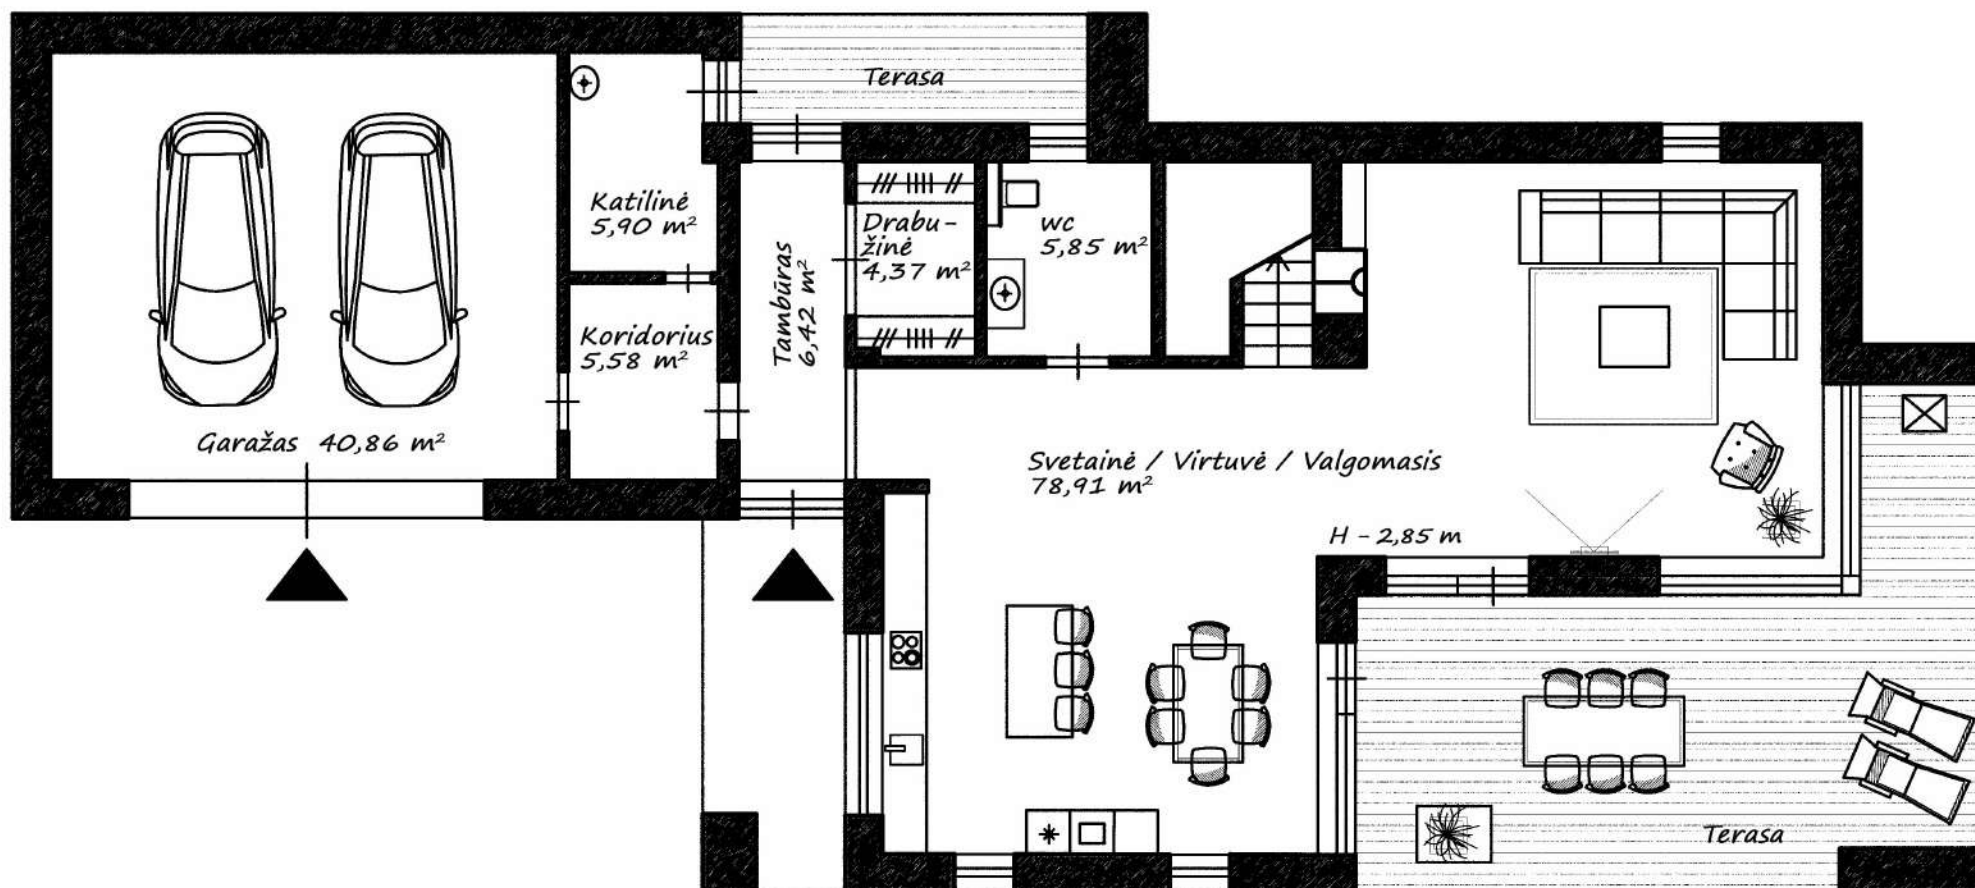 Terasa
Katilinė
5,90 m²
Drabu-
žinė
4,37 m²
wc
5,85 m²
Tambūras
6,42 m²
Koridorius
5,58 m²
Garažas 40,86 m²
Svetainė / Virtuvė / Valgomasis
78,91 m²
H - 2,85 m
Terasa